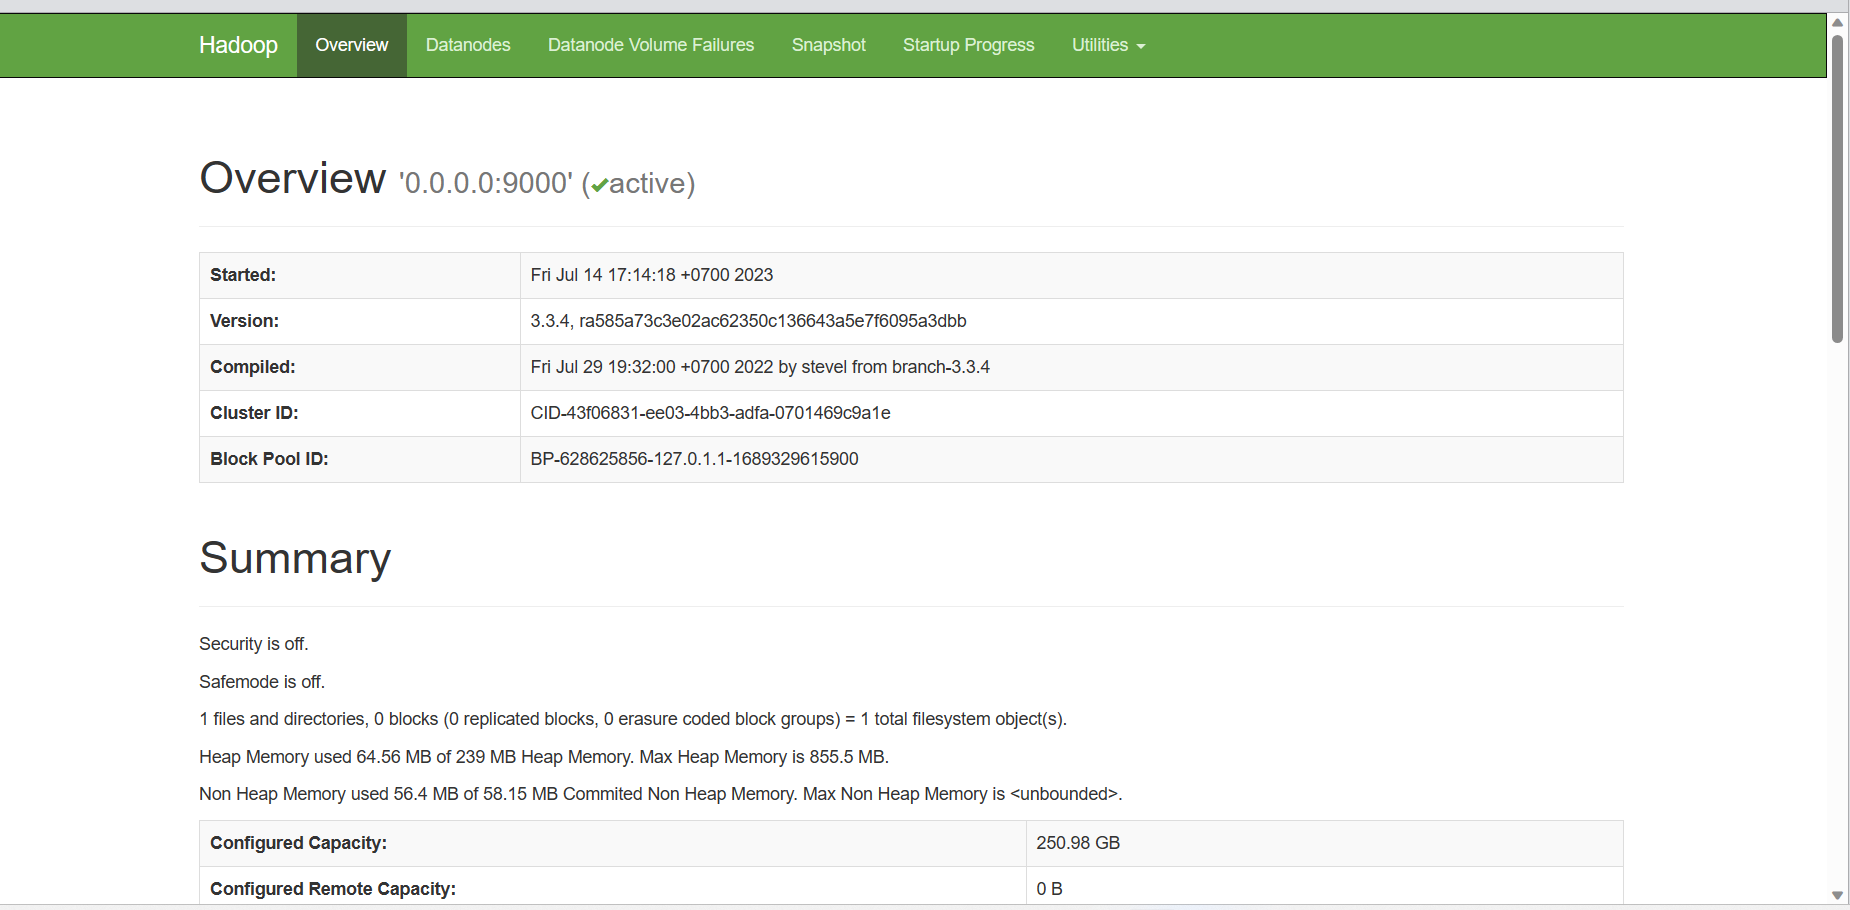 Hadoop Overview Datanodes Datanode Volume Failures Snapshot Startup Progress Utilities
Overview '0.0.0.0:9000' (✔active)
Started: Fri Jul 14 17:14:18 +0700 2023
Version: 3.3.4, ra585a73c3e02ac62350c136643a5e7f6095a3dbb
Compiled: Fri Jul 29 19:32:00 +0700 2022 by stevel from branch-3.3.4
Cluster ID: CID-43f06831-ee03-4bb3-adfa-0701469c9a1e
Block Pool ID: BP-628625856-127.0.1.1-1689329615900
Summary
Security is off.
Safemode is off.
1 files and directories, 0 blocks (0 replicated blocks, 0 erasure coded block groups) = 1 total filesystem object(s).
Heap Memory used 64.56 MB of 239 MB Heap Memory. Max Heap Memory is 855.5 MB.
Non Heap Memory used 56.4 MB of 58.15 MB Commited Non Heap Memory. Max Non Heap Memory is <unbounded>.
Configured Capacity: 250.98 GB
Configured Remote Capacity: 0 B